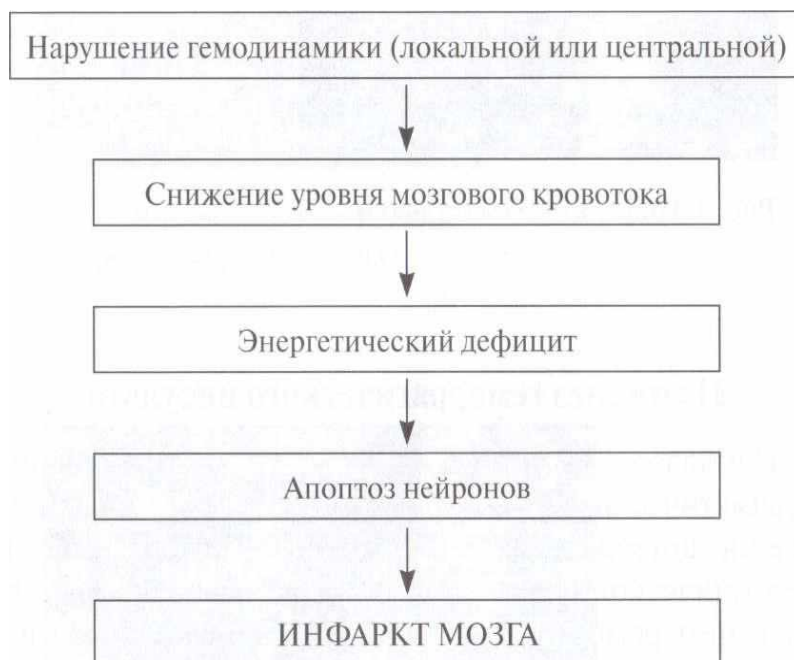 Нарушение гемодинамики (локальной или центральной)
Снижение уровня мозгового кровотока
Энергетический дефицит
Апоптоз нейронов
ИНФАРКТ МОЗГА